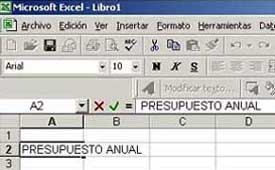 Microsoft Excel - Libro1
Archivo Edición Ver Insertar Formato Herramientas Datos
Arial 10 N K S
Modificar texto...
A2 = PRESUPUESTO ANUAL
A B C D
1
2 PRESUPUESTO ANUAL
3